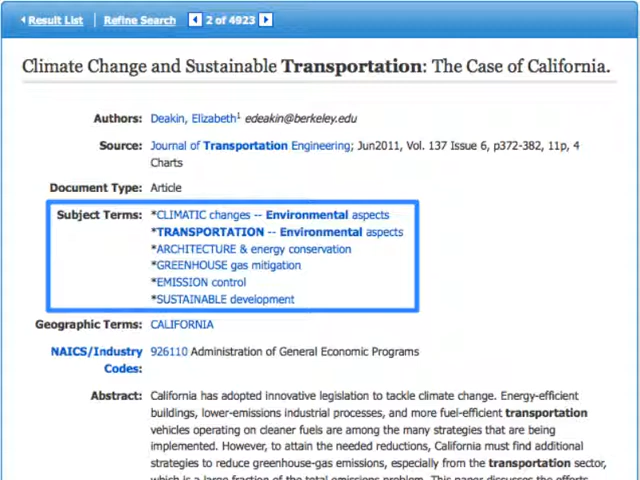 Result List | Refine Search 2 of 4923
Climate Change and Sustainable Transportation: The Case of California.
Authors: Deakin, Elizabeth¹ edeakin@berkeley.edu
Source: Journal of Transportation Engineering; Jun2011, Vol. 137 Issue 6, p372-382, 11p, 4
Charts
Document Type: Article
Subject Terms: *CLIMATIC changes -- Environmental aspects
*TRANSPORTATION -- Environmental aspects
*ARCHITECTURE & energy conservation
*GREENHOUSE gas mitigation
*EMISSION control
*SUSTAINABLE development
Geographic Terms: CALIFORNIA
NAICS/Industry 926110 Administration of General Economic Programs
Codes:
Abstract: California has adopted innovative legislation to tackle climate change. Energy-efficient
buildings, lower-emissions industrial processes, and more fuel-efficient transportation
vehicles operating on cleaner fuels are among the many strategies that are being
implemented. However, to attain the needed reductions, California must find additional
strategies to reduce greenhouse-gas emissions, especially from the transportation sector,
which is a large fraction of the total emissions problem. This paper discusses the efforts